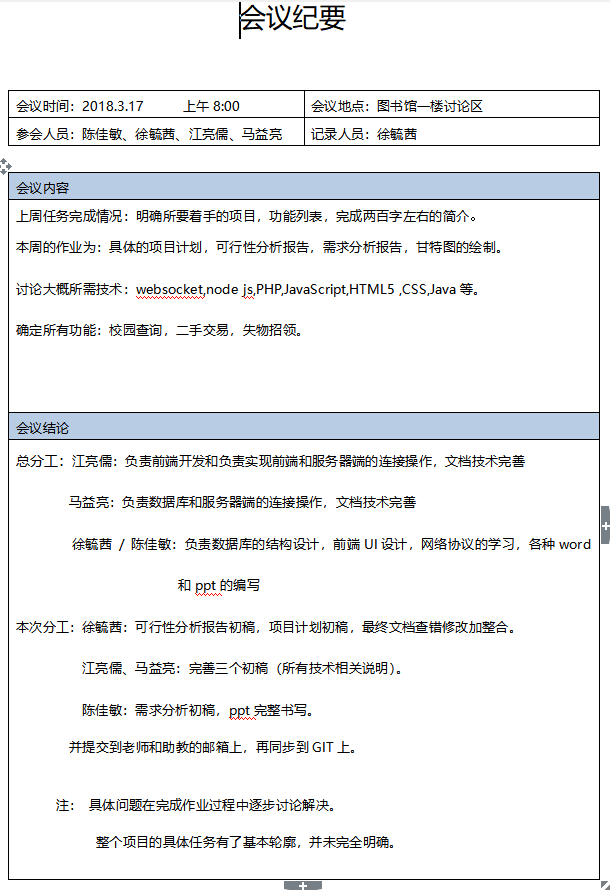 会议纪要
会议时间：2018.3.17 上午 8:00
会议地点：图书馆一楼讨论区
参会人员：陈佳敏、徐毓茜、江亮儒、马益亮
记录人员：徐毓茜
会议内容
上周任务完成情况：明确所要着手的项目，功能列表，完成两百字左右的简介。
本周的作业为：具体的项目计划，可行性分析报告，需求分析报告，甘特图的绘制。
讨论大概所需技术：websocket,node js,PHP,JavaScript,HTML5 ,CSS,Java 等。
确定所有功能：校园查询，二手交易，失物招领。
会议结论
总分工：江亮儒：负责前端开发和负责实现前端和服务器端的连接操作，文档技术完善
马益亮：负责数据库和服务器端的连接操作，文档技术完善
徐毓茜 / 陈佳敏：负责数据库的结构设计，前端 UI 设计，网络协议的学习，各种 word
和 ppt 的编写
本次分工：徐毓茜：可行性分析报告初稿，项目计划初稿，最终文档查错修改加整合。
江亮儒、马益亮：完善三个初稿（所有技术相关说明）。
陈佳敏：需求分析初稿，ppt 完整书写。
并提交到老师和助教的邮箱上，再同步到 GIT 上。
注： 具体问题在完成作业过程中逐步讨论解决。
整个项目的具体任务有了基本轮廓，并未完全明确。